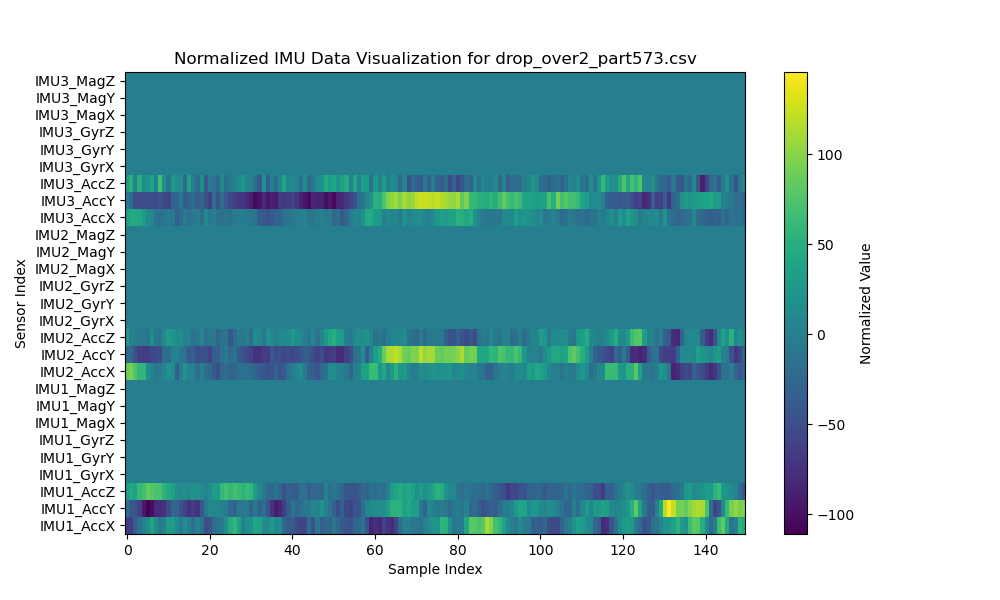 Normalized IMU Data Visualization for drop_over2_part573.csv
IMU3_MagZ
IMU3_MagY
IMU3_MagX
IMU3_GyrZ
IMU3_GyrY
IMU3_GyrX
IMU3_AccZ
IMU3_AccY
IMU3_AccX
IMU2_MagZ
IMU2_MagY
IMU2_MagX
IMU2_GyrZ
IMU2_GyrY
IMU2_GyrX
IMU2_AccZ
IMU2_AccY
IMU2_AccX
IMU1_MagZ
IMU1_MagY
IMU1_MagX
IMU1_GyrZ
IMU1_GyrY
IMU1_GyrX
IMU1_AccZ
IMU1_AccY
IMU1_AccX
Sensor Index
0 20 40 60 80 100 120 140
Sample Index
100
50
0
−50
−100
Normalized Value